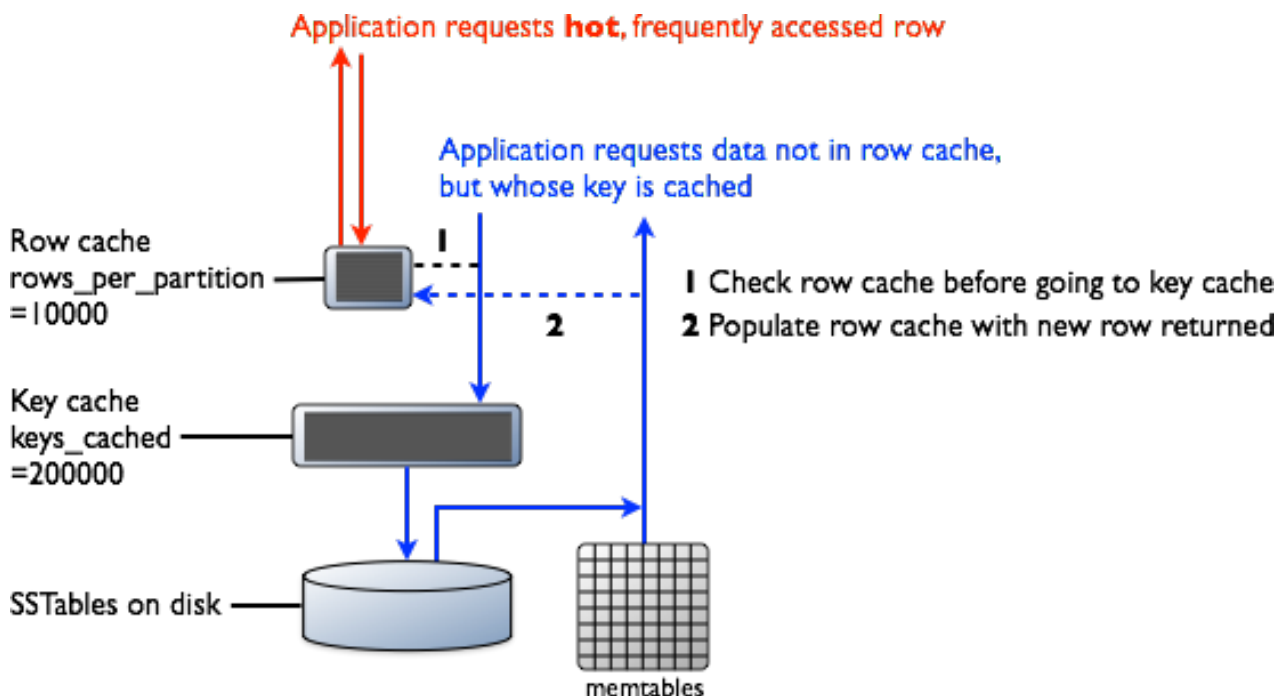 Application requests hot, frequently accessed row
Application requests data not in row cache,
but whose key is cached
1
Row cache
rows_per_partition
=10000
2
1 Check row cache before going to key cache
2 Populate row cache with new row returned
Key cache
keys_cached
=200000
SSTables on disk
memtables